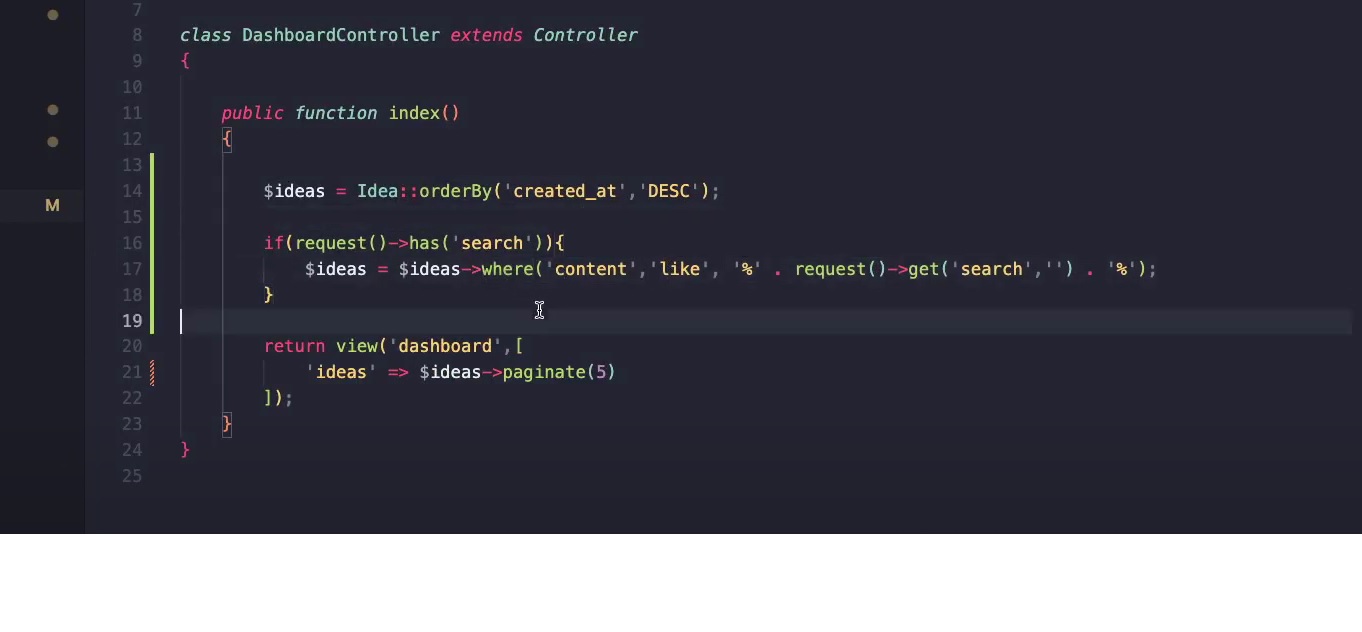 7
8 class DashboardController extends Controller
9 {
10
11 public function index()
12 {
13
14 $ideas = Idea::orderBy('created_at','DESC');
15
16 if(request()->has('search')){
M 17 $ideas = $ideas->where('content','like', '%' . request()->get('search','') . '%');
18 }
19
20 return view('dashboard',[
21 'ideas' => $ideas->paginate(5)
22 ]);
23 }
24 }
25